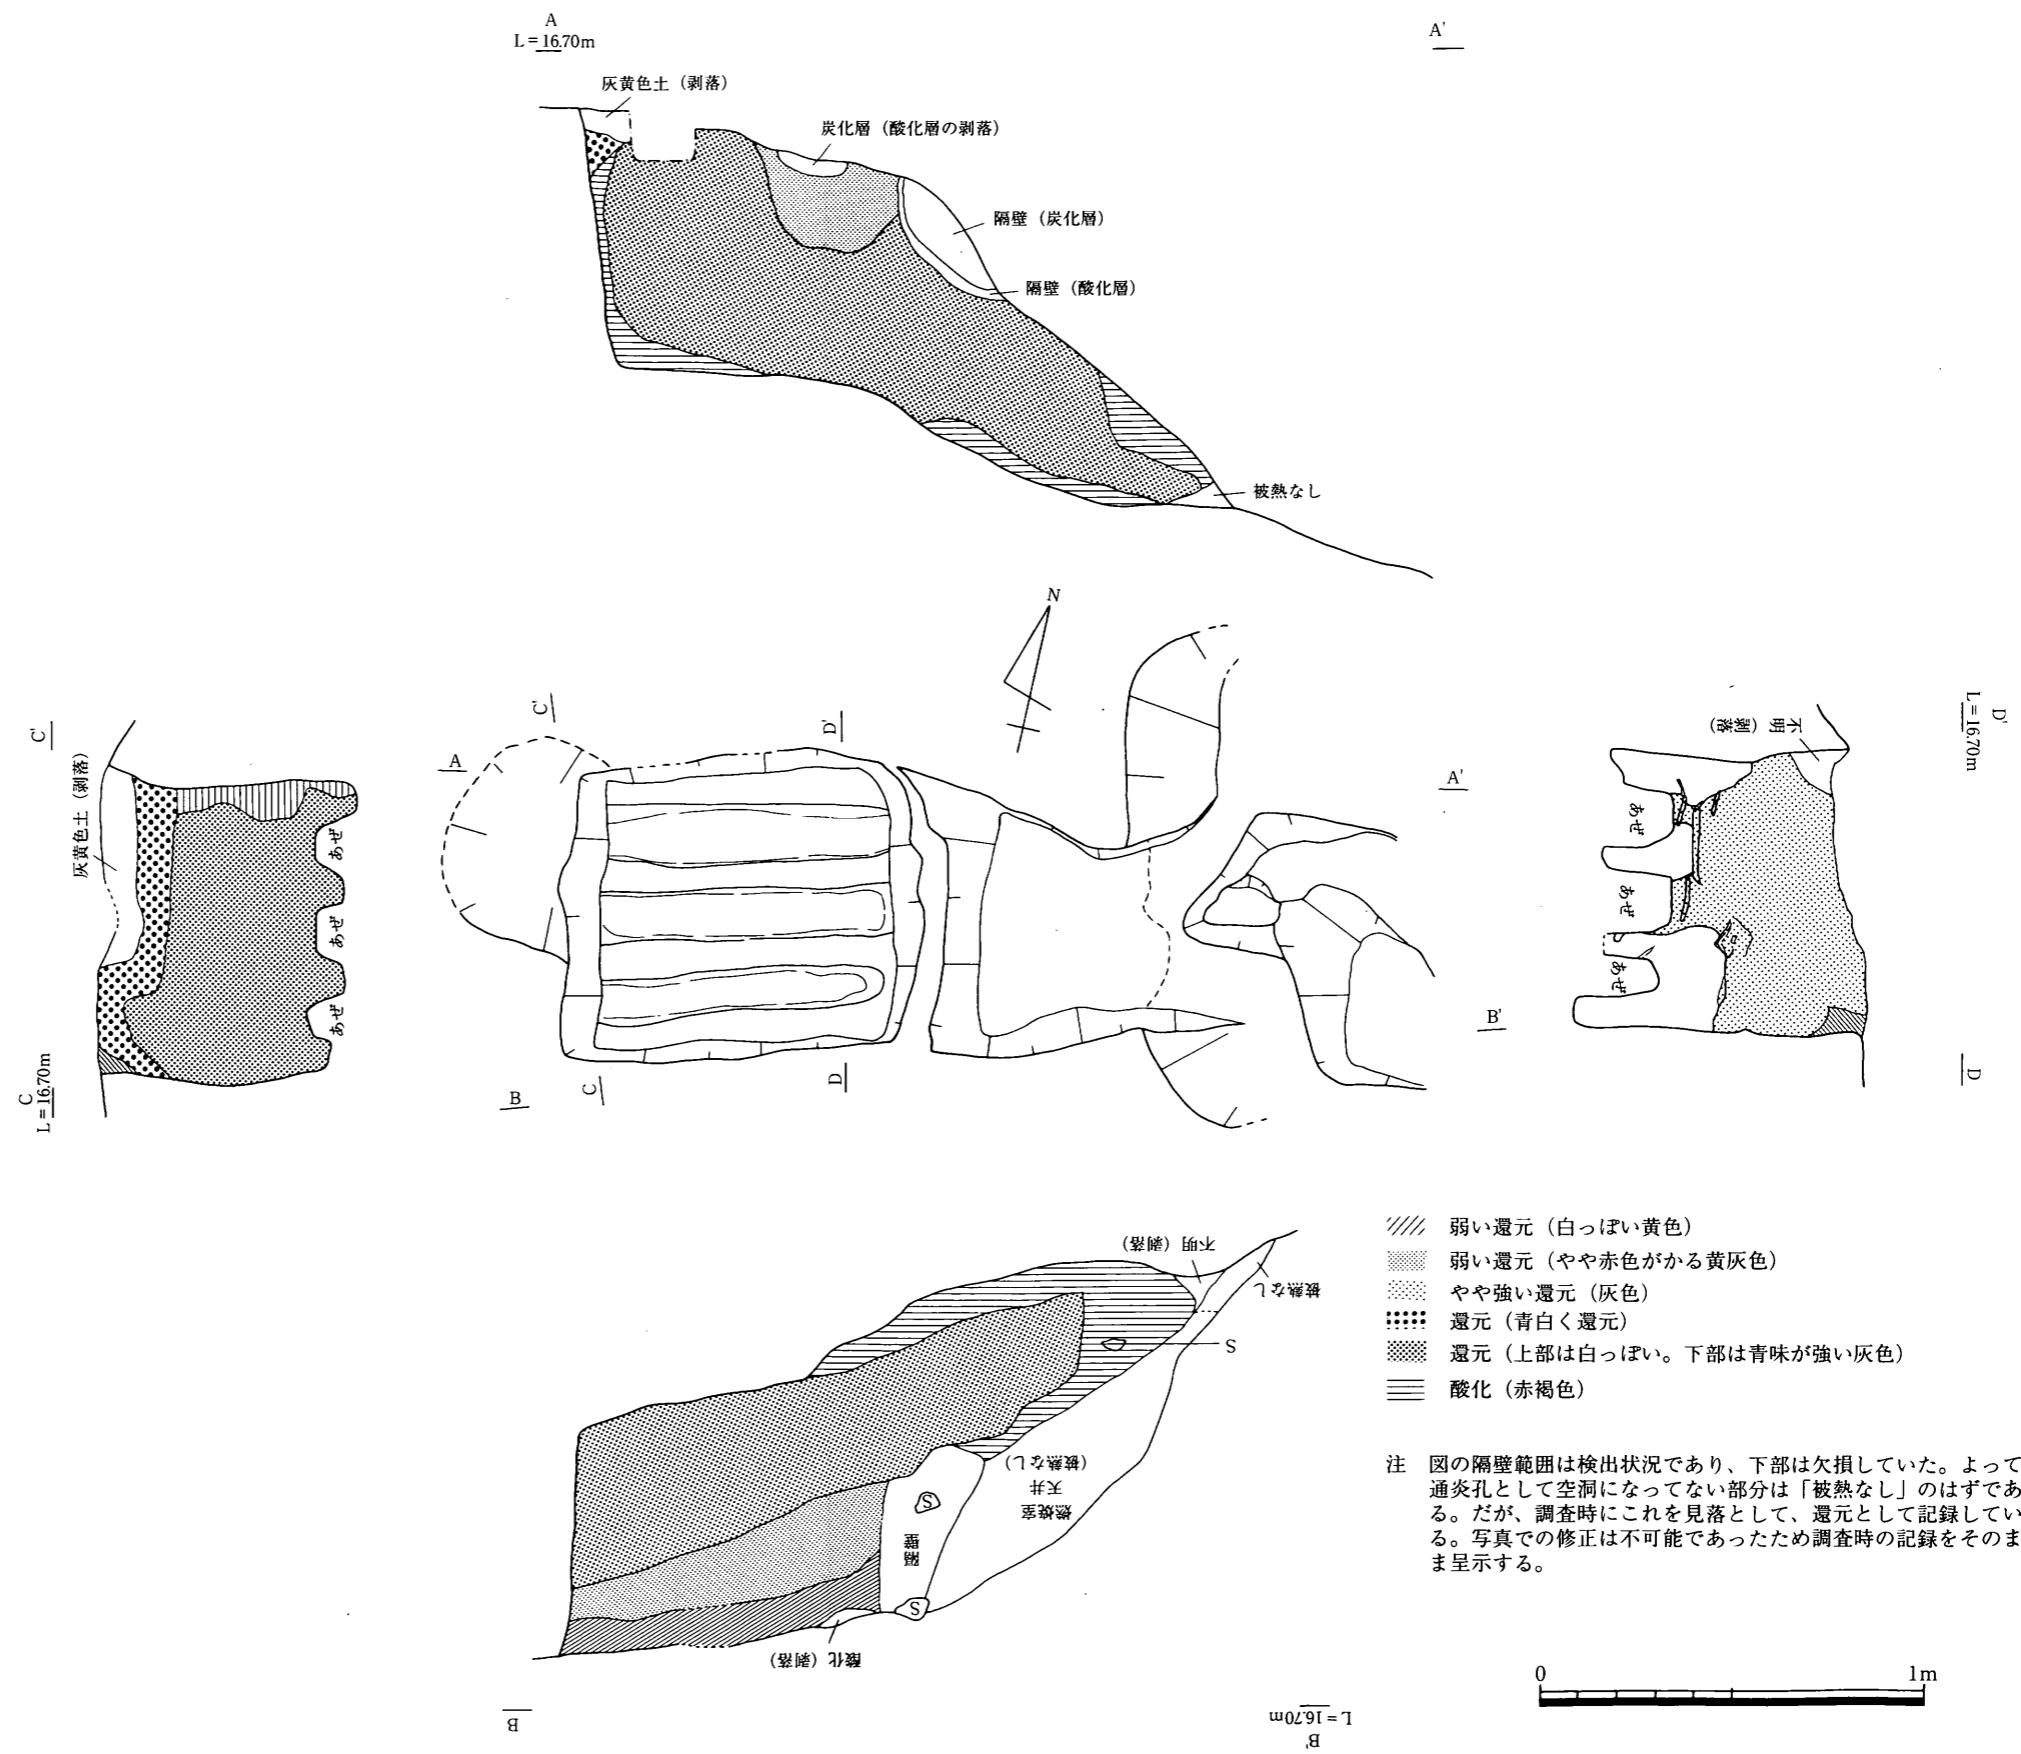 A
L=16.70m
A'
灰黄色土（剥落）
炭化層（酸化層の剥落）
隔壁（炭化層）
隔壁（酸化層）
被熱なし
N
C'
灰黄色土（剥落）
あぜ
あぜ
あぜ
C
L=16.70m
A
C'
D'
A'
B
C
D
B'
不明（剥落）
あぜ
あぜ
あぜ
D'
L=16.70m
D
不明（剥落）
被熱なし
S
燃焼室
天井
（被熱なし）
S
隔壁
S
酸化（剥落）
B
B'
L=16.70m
弱い還元（白っぽい黄色）
弱い還元（やや赤色がかる黄灰色）
やや強い還元（灰色）
還元（青白く還元）
還元（上部は白っぽい。下部は青味が強い灰色）
酸化（赤褐色）
注　図の隔壁範囲は検出状況であり、下部は欠損していた。よって
通炎孔として空洞になってない部分は「被熱なし」のはずであ
る。だが、調査時にこれを見落として、還元として記録してい
る。写真での修正は不可能であったため調査時の記録をそのま
ま呈示する。
0 1m